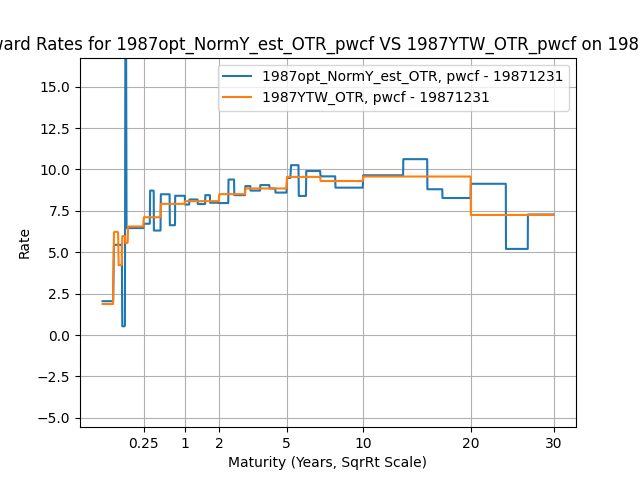 ward Rates for 1987opt_NormY_est_OTR_pwcf VS 1987YTW_OTR_pwcf on 198
1987opt_NormY_est_OTR, pwcf - 19871231
1987YTW_OTR, pwcf - 19871231
15.0
12.5
10.0
7.5
5.0
2.5
0.0
−2.5
−5.0
Rate
0.25 1 2 5 10 20 30
Maturity (Years, SqrRt Scale)